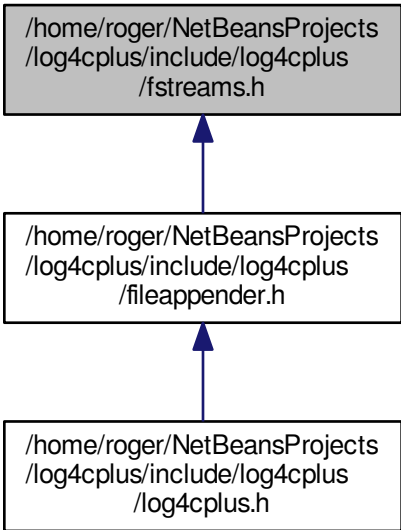 /home/roger/NetBeansProjects
/log4cplus/include/log4cplus
/fstreams.h
/home/roger/NetBeansProjects
/log4cplus/include/log4cplus
/fileappender.h
/home/roger/NetBeansProjects
/log4cplus/include/log4cplus
/log4cplus.h